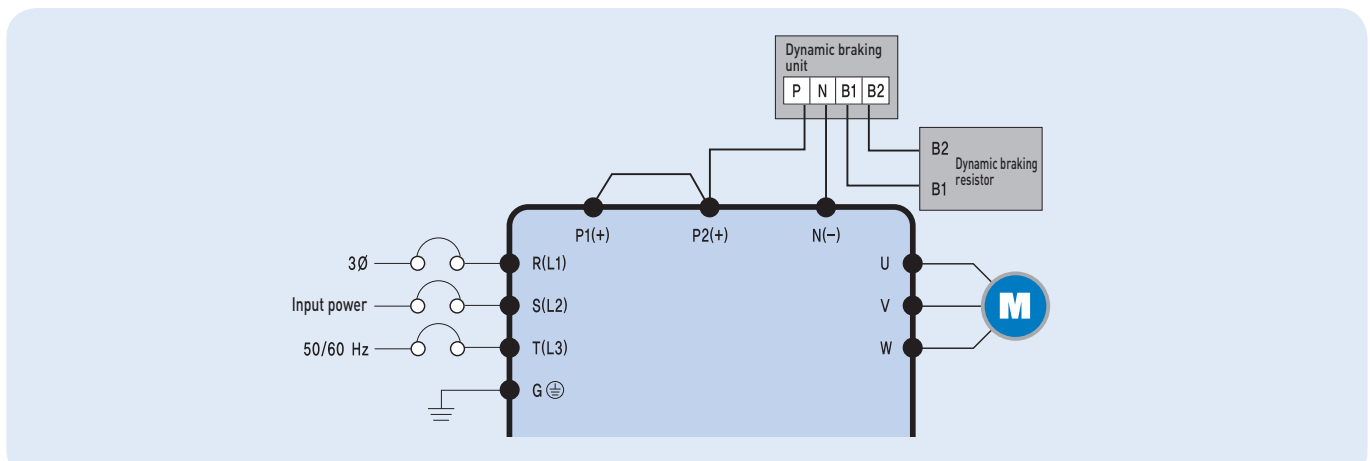 Dynamic braking
unit
P N B1 B2
B2
Dynamic braking
resistor
B1
P1(+) P2(+) N(−)
3Ø R(L1) U
Input power S(L2) V M
50/60 Hz T(L3) W
G